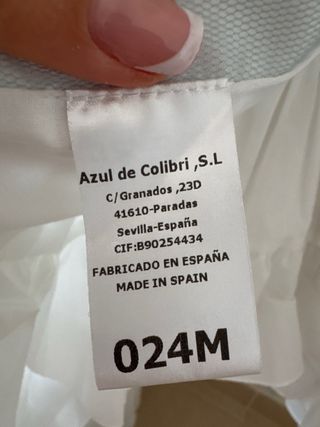 Azul de Colibri ,S.L
C/Granados ,23D
41610-Paradas
Sevilla-España
CIF:B90254434
FABRICADO EN ESPAÑA
MADE IN SPAIN
024M